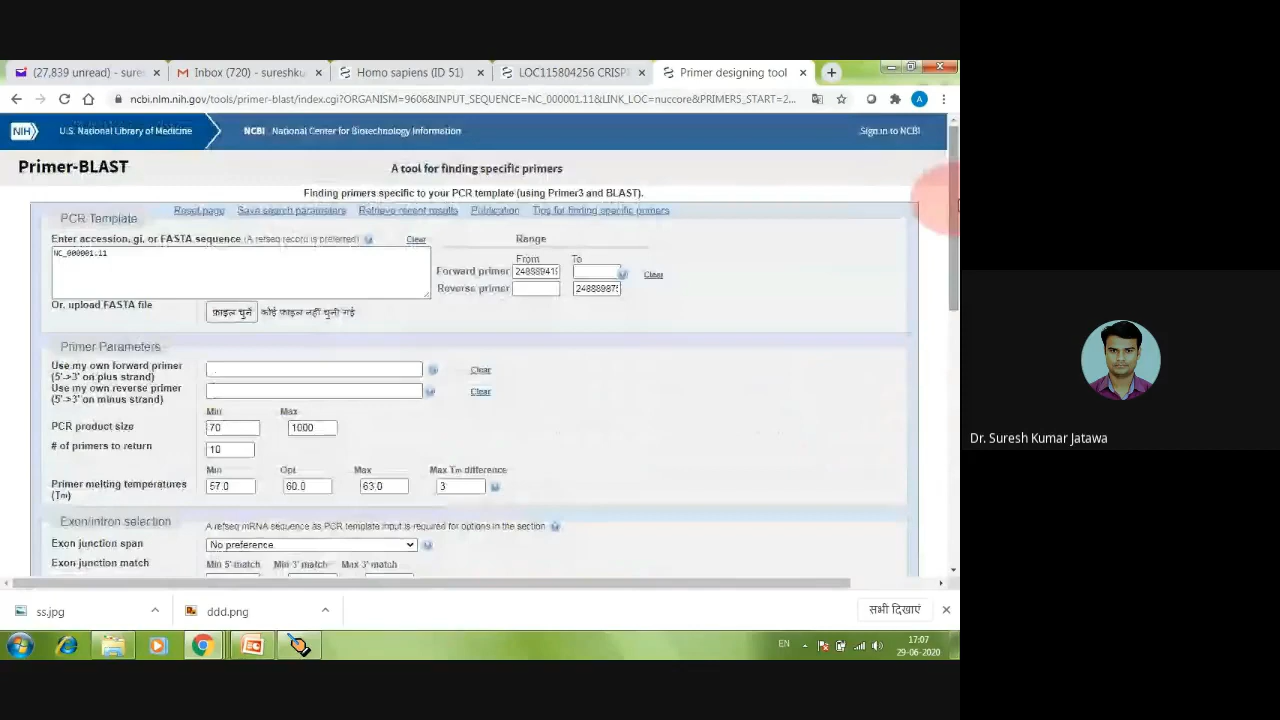 (27,839 unread) - sures
Inbox (720) - sureshku
Homo sapiens (ID 51)
LOC115804256 CRISP
Primer designing tool
ncbi.nlm.nih.gov/tools/primer-blast/index.cgi?ORGANISM=9606&INPUT_SEQUENCE=NC_000001.11&LINK_LOC=nuccore&PRIMER5_START=2...
NIH U.S. National Library of Medicine NCBI National Center for Biotechnology Information Sign in to NCBI
Primer-BLAST A tool for finding specific primers
Finding primers specific to your PCR template (using Primer3 and BLAST).
PCR Template Reset page Save search parameters Retrieve recent results Publication Tips for finding specific primers
Enter accession, gi, or FASTA sequence (A refseq record is preferred) Clear Range
NC_000001.11
From To
Forward primer Clear
Reverse primer
Or, upload FASTA file फ़ाइल चुनें कोई फ़ाइल नहीं चुनी गई
Primer Parameters
Use my own forward primer
(5'->3' on plus strand) Clear
Use my own reverse primer
(5'->3' on minus strand) Clear
Min Max
PCR product size 70 1000
# of primers to return 10
Min Opt Max Max Tm difference
Primer melting temperatures
(Tm) 57.0 60.0 63.0 3
Exon/intron selection A refseq mRNA sequence as PCR template input is required for options in the section
Exon junction span No preference
Exon junction match Min 5' match Min 3' match Max 3' match
ss.jpg ddd.png सभी दिखाएं
EN 17:07
29-06-2020
Dr. Suresh Kumar Jatawa